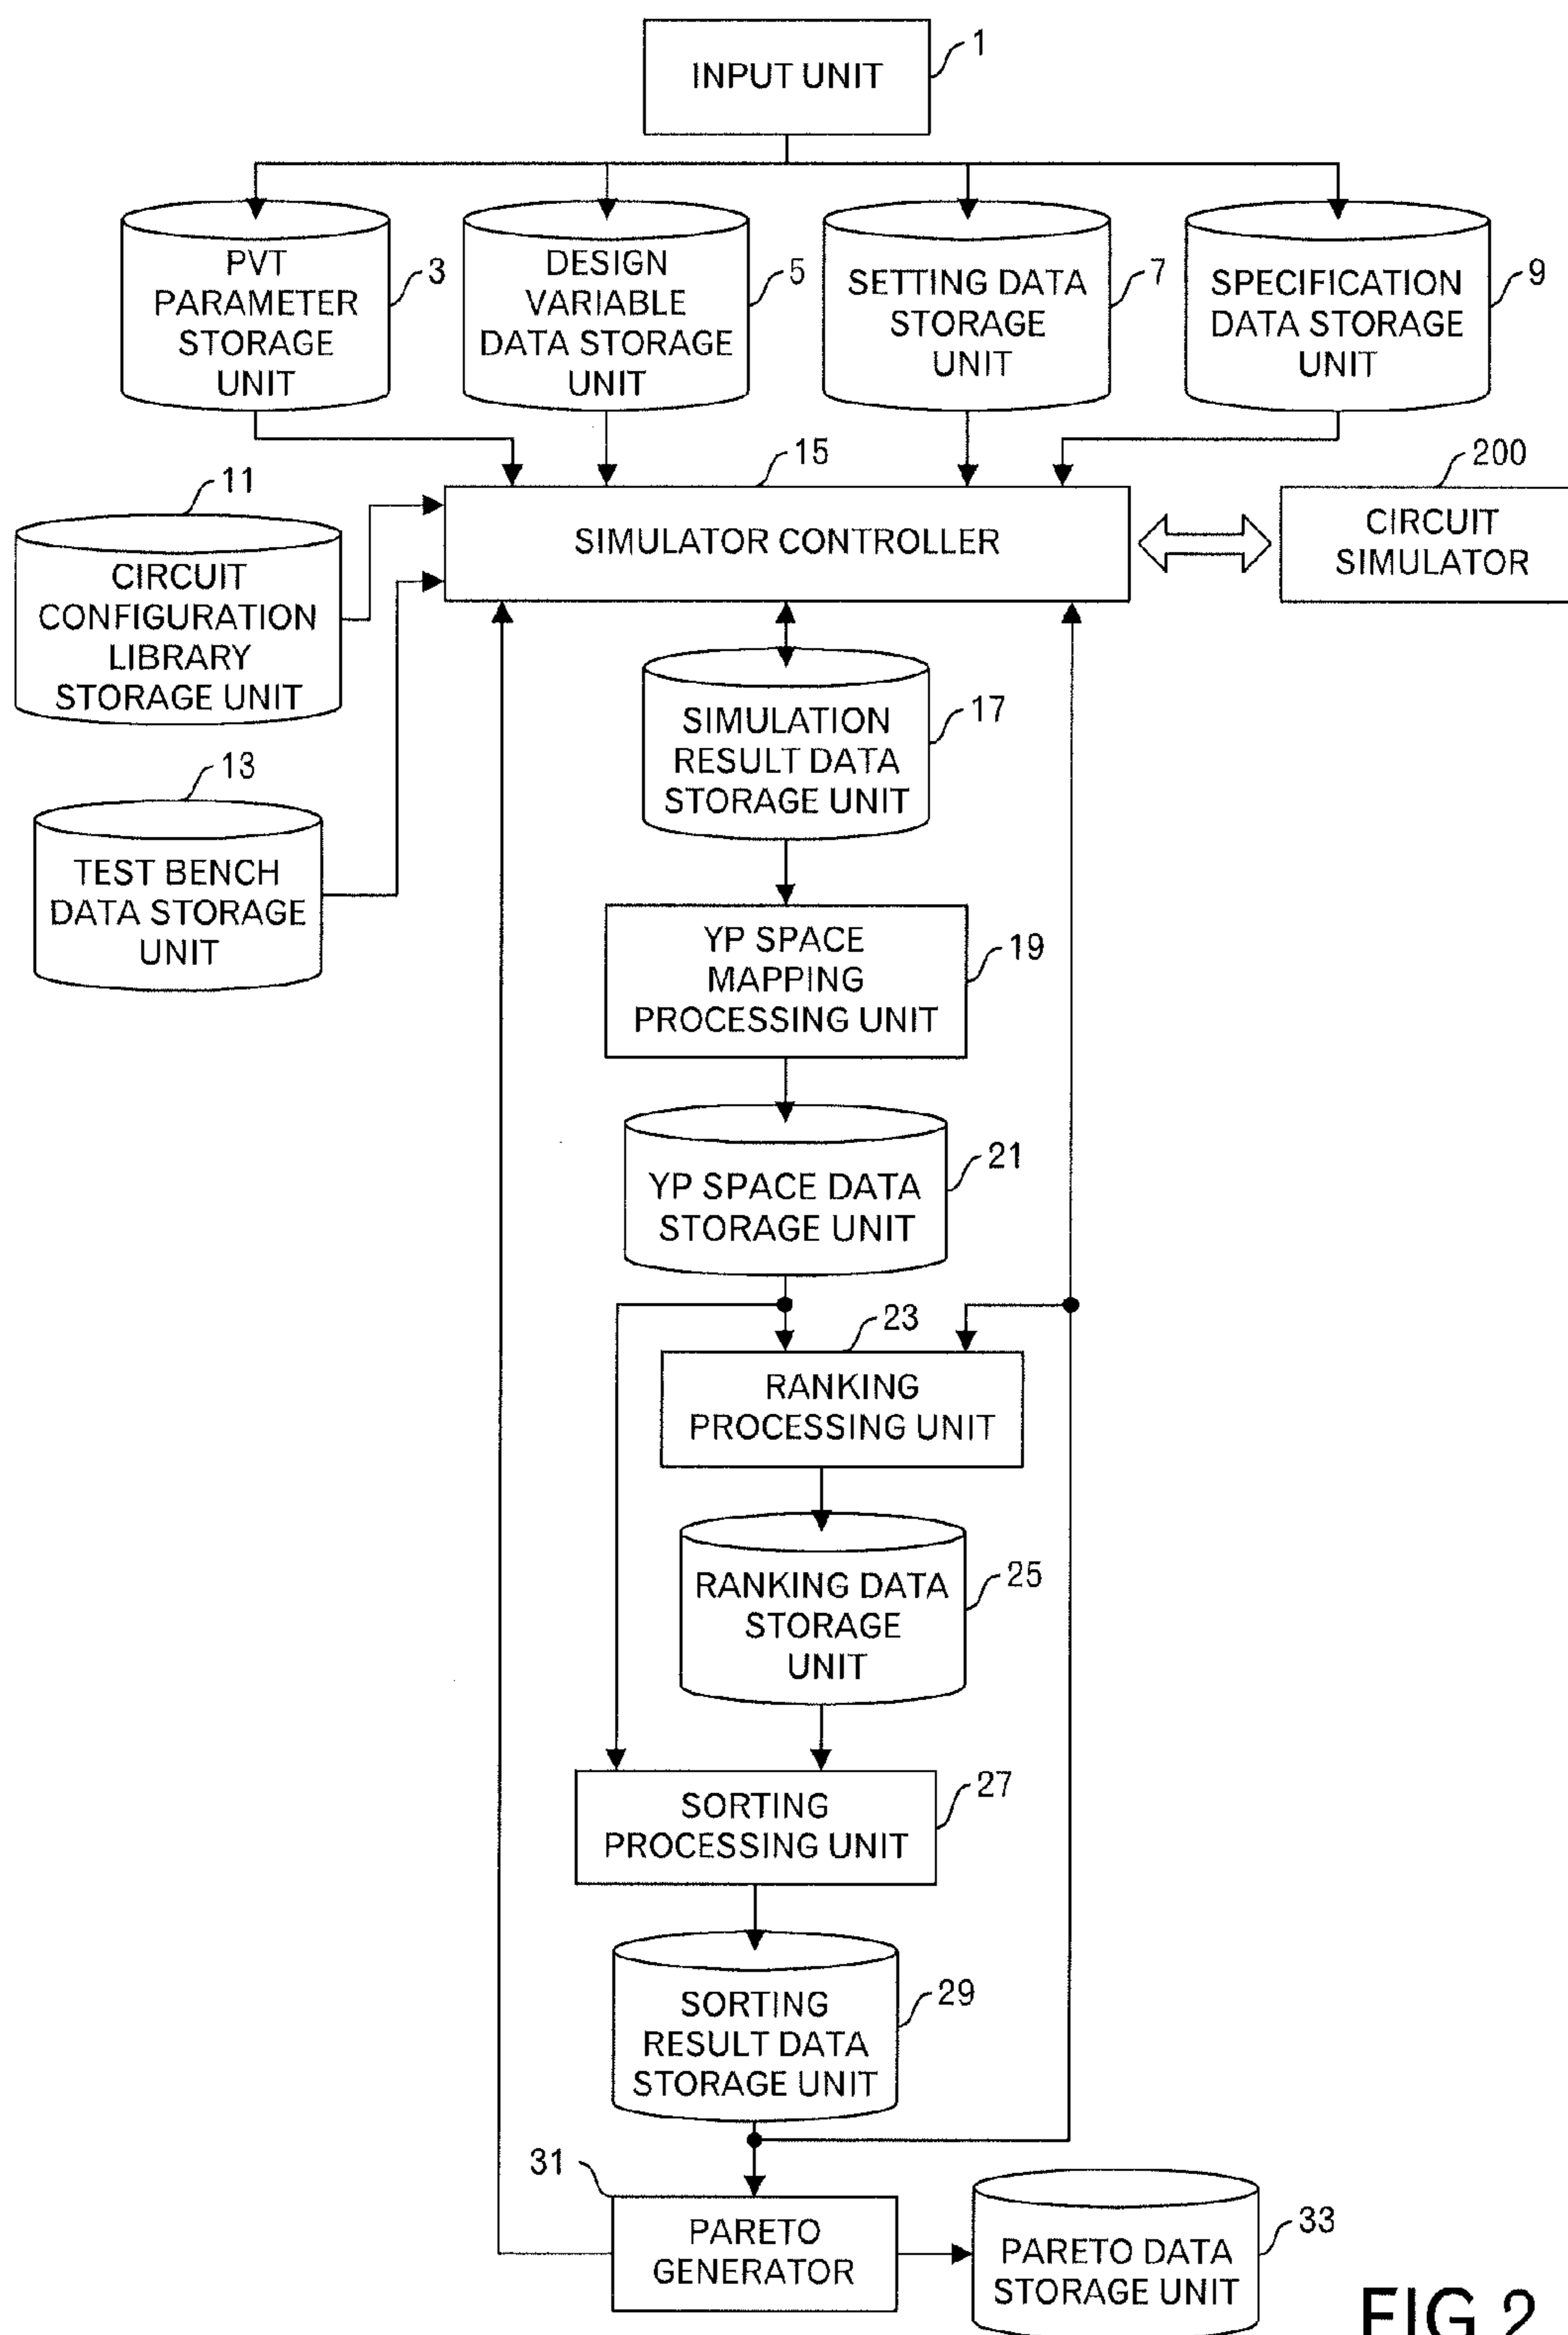 1
INPUT UNIT
PVT
PARAMETER
STORAGE
UNIT
3
DESIGN
VARIABLE
DATA STORAGE
UNIT
5
SETTING DATA
STORAGE
UNIT
7
SPECIFICATION
DATA STORAGE
UNIT
9
11
CIRCUIT
CONFIGURATION
LIBRARY
STORAGE UNIT
15
SIMULATOR CONTROLLER
200
CIRCUIT
SIMULATOR
13
TEST BENCH
DATA STORAGE
UNIT
SIMULATION
RESULT DATA
STORAGE UNIT
17
YP SPACE
MAPPING
PROCESSING UNIT
19
YP SPACE DATA
STORAGE UNIT
21
23
RANKING
PROCESSING UNIT
RANKING DATA
STORAGE
UNIT
25
SORTING
PROCESSING UNIT
27
SORTING
RESULT DATA
STORAGE UNIT
29
31
PARETO
GENERATOR
PARETO DATA
STORAGE UNIT
33
FIG.2